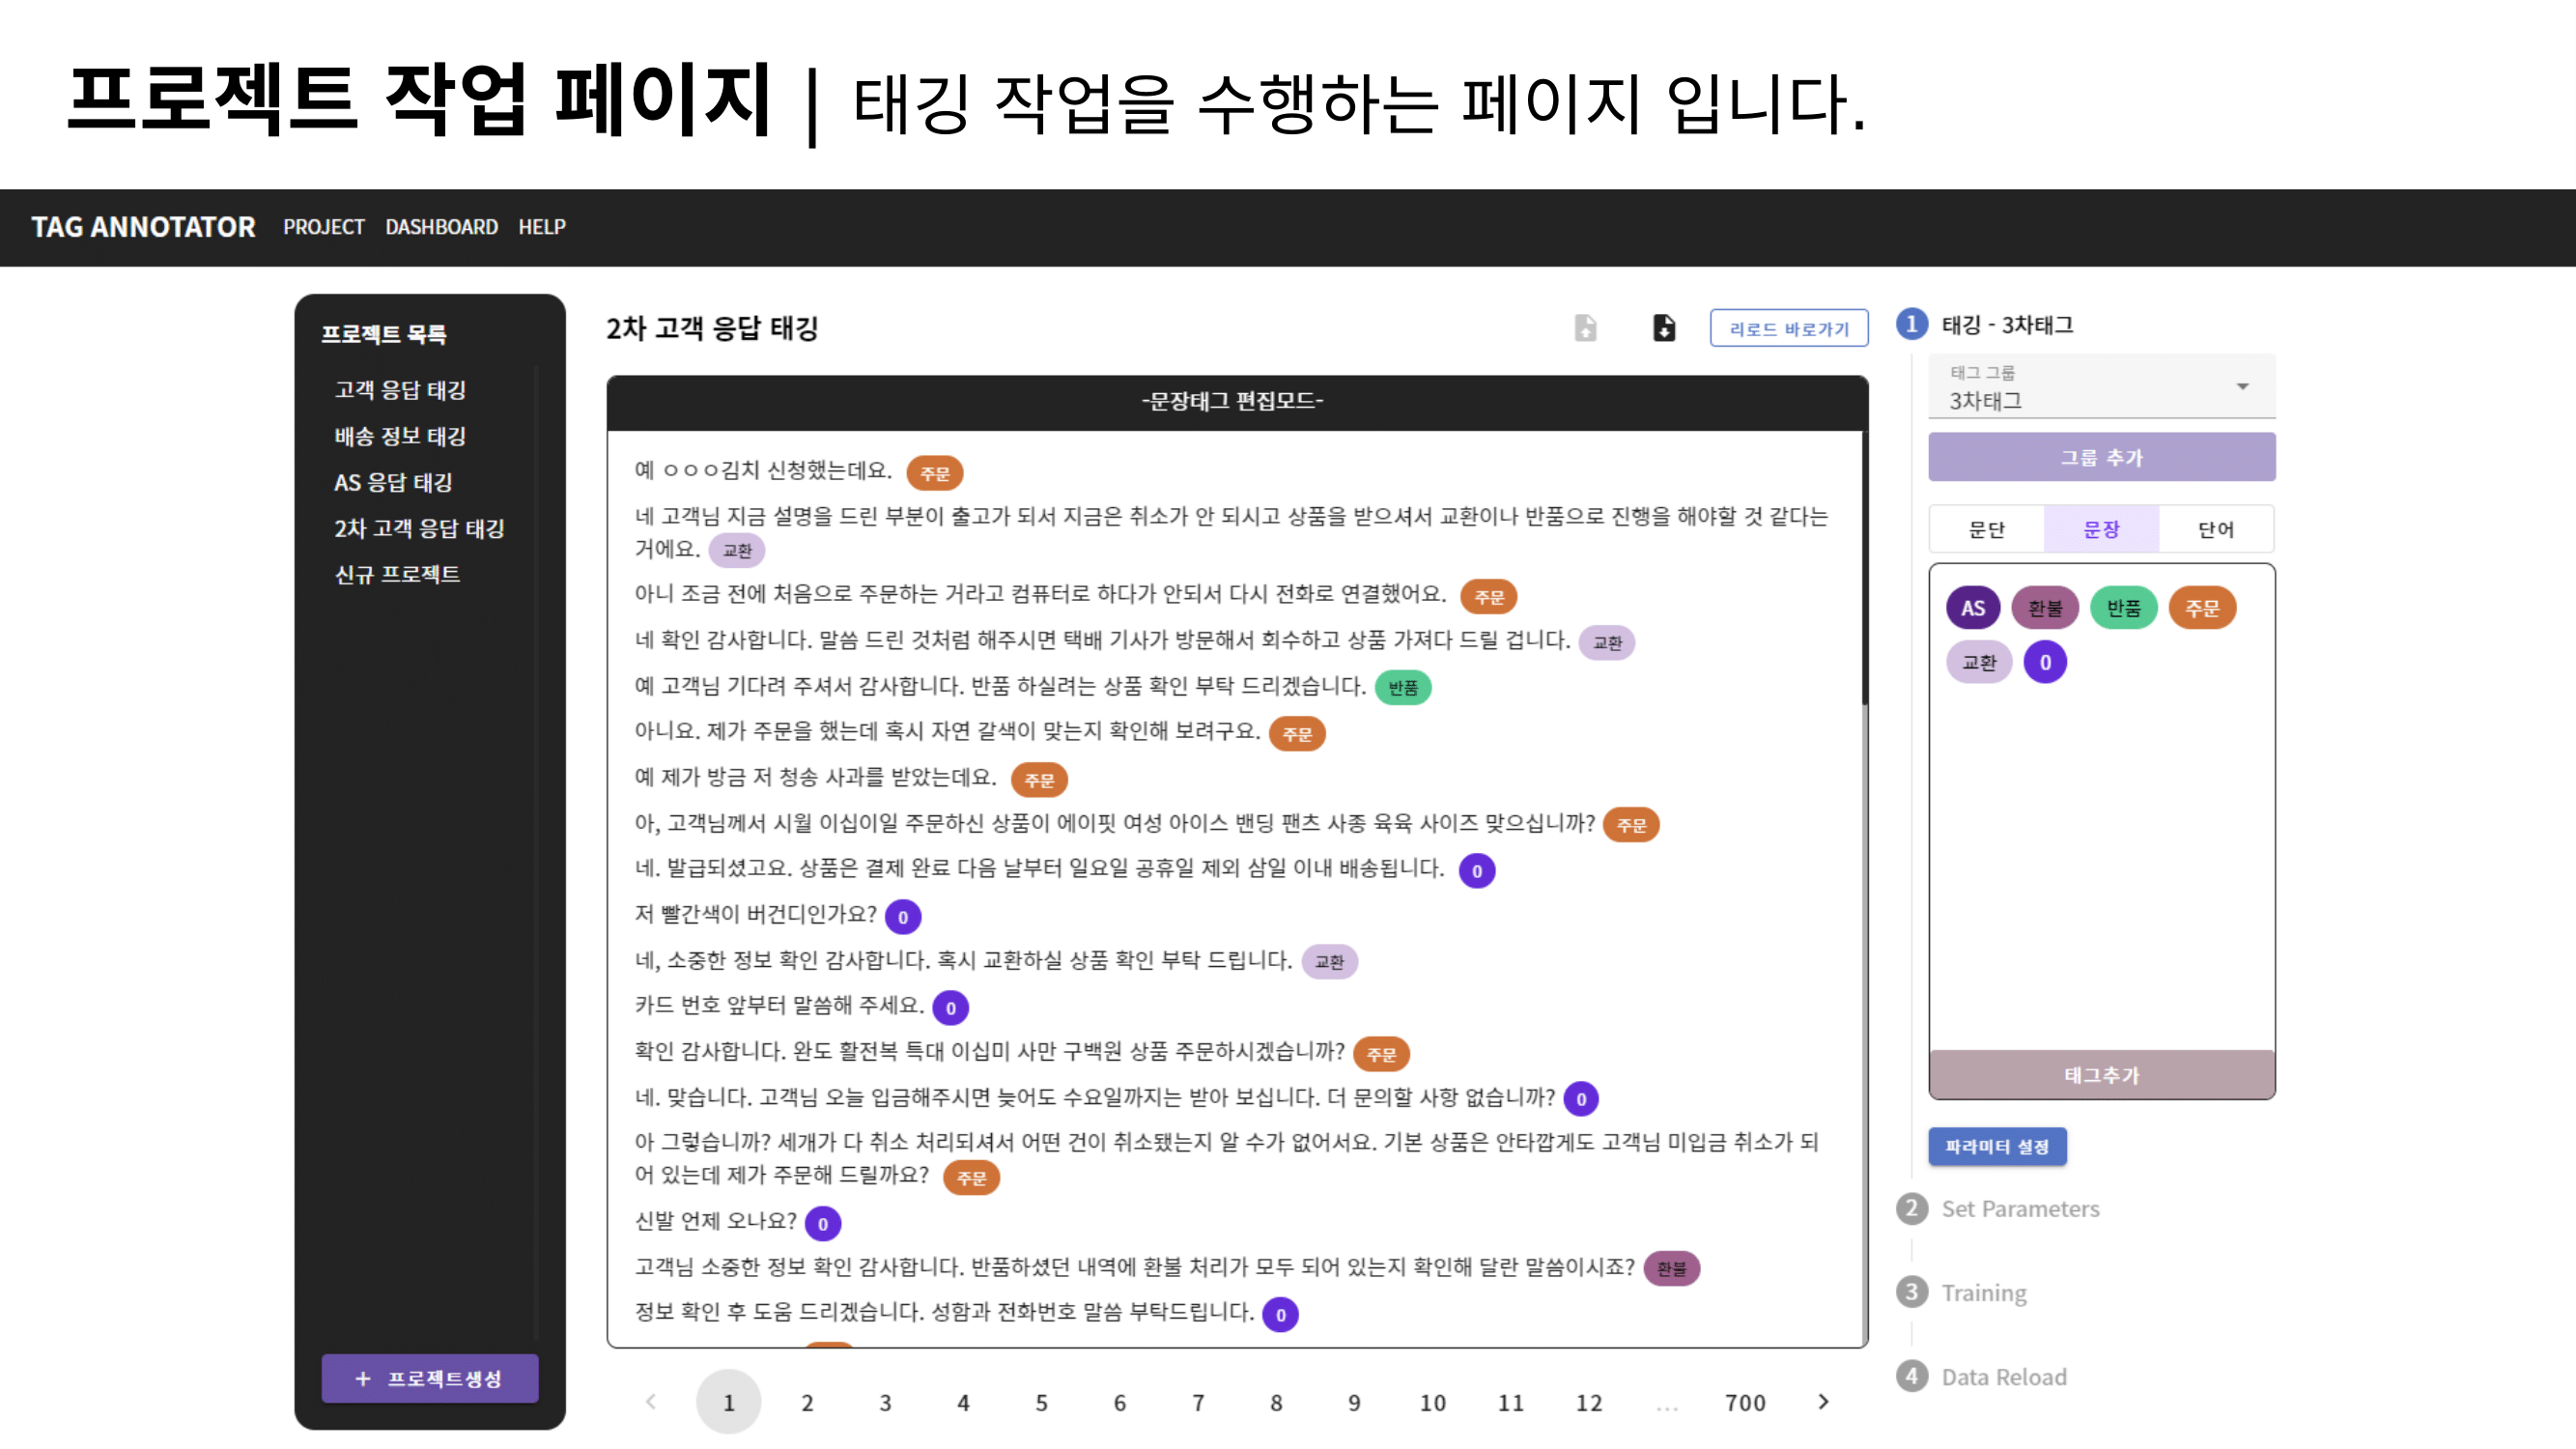 프로젝트 작업 페이지 | 태깅 작업을 수행하는 페이지 입니다.
TAG ANNOTATOR PROJECT DASHBOARD HELP
프로젝트 목록
고객 응답 태깅
배송 정보 태깅
AS 응답 태깅
2차 고객 응답 태깅
신규 프로젝트
+ 프로젝트생성
2차 고객 응답 태깅
리로드 바로가기
-문장태그 편집모드-
예 ㅇㅇㅇ김치 신청했는데요. 주문
네 고객님 지금 설명을 드린 부분이 출고가 되서 지금은 취소가 안 되시고 상품을 받으셔서 교환이나 반품으로 진행을 해야할 것 같다는
거에요. 교환
아니 조금 전에 처음으로 주문하는 거라고 컴퓨터로 하다가 안되서 다시 전화로 연결했어요. 주문
네 확인 감사합니다. 말씀 드린 것처럼 해주시면 택배 기사가 방문해서 회수하고 상품 가져다 드릴 겁니다. 교환
예 고객님 기다려 주셔서 감사합니다. 반품 하실려는 상품 확인 부탁 드리겠습니다. 반품
아니요. 제가 주문을 했는데 혹시 자연 갈색이 맞는지 확인해 보려구요. 주문
예 제가 방금 저 청송 사과를 받았는데요. 주문
아, 고객님께서 시월 이십이일 주문하신 상품이 에이핏 여성 아이스 밴딩 팬츠 사종 육육 사이즈 맞으십니까? 주문
네. 발급되셨고요. 상품은 결제 완료 다음 날부터 일요일 공휴일 제외 삼일 이내 배송됩니다. 0
저 빨간색이 버건디인가요? 0
네, 소중한 정보 확인 감사합니다. 혹시 교환하실 상품 확인 부탁 드립니다. 교환
카드 번호 앞부터 말씀해 주세요. 0
확인 감사합니다. 완도 활전복 특대 이십미 사만 구백원 상품 주문하시겠습니까? 주문
네. 맞습니다. 고객님 오늘 입금해주시면 늦어도 수요일까지는 받아 보십니다. 더 문의할 사항 없습니까? 0
아 그렇습니까? 세개가 다 취소 처리되셔서 어떤 건이 취소됐는지 알 수가 없어서요. 기본 상품은 안타깝게도 고객님 미입금 취소가 되
어 있는데 제가 주문해 드릴까요? 주문
신발 언제 오나요? 0
고객님 소중한 정보 확인 감사합니다. 반품하셨던 내역에 환불 처리가 모두 되어 있는지 확인해 달란 말씀이시죠? 환불
정보 확인 후 도움 드리겠습니다. 성함과 전화번호 말씀 부탁드립니다. 0
< 1 2 3 4 5 6 7 8 9 10 11 12 ... 700 >
1 태깅 - 3차태그
태그 그룹
3차태그
그룹 추가
문단 문장 단어
AS 환불 반품 주문
교환 0
태그추가
파라미터 설정
2 Set Parameters
3 Training
4 Data Reload